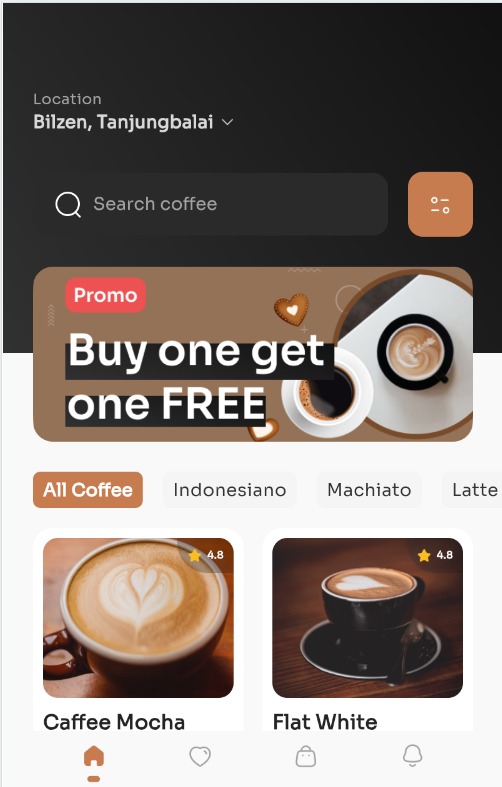 Location
Bilzen, Tanjungbalai
Search coffee
Promo
Buy one get
one FREE
All Coffee
Indonesiano
Machiato
Latte
4.8
4.8
Caffee Mocha
Flat White